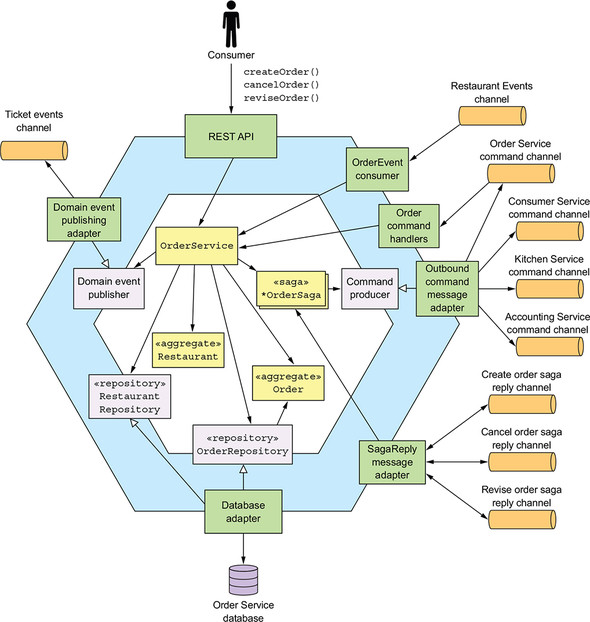 Consumer
createOrder()
cancelOrder()
reviseOrder()
Restaurant Events
channel
Ticket events
channel
REST API
Order Service
command channel
OrderEvent
consumer
Domain event
publishing
adapter
Order
command
handlers
Consumer Service
command channel
OrderService
Kitchen Service
command channel
Domain event
publisher
«saga»
*OrderSaga
Command
producer
Outbound
command
message
adapter
Accounting Service
command channel
«aggregate»
Restaurant
«aggregate»
Order
«repository»
Restaurant
Repository
Create order saga
reply channel
«repository»
OrderRepository
SagaReply
message
adapter
Cancel order saga
reply channel
Revise order saga
reply channel
Database
adapter
Order Service
database